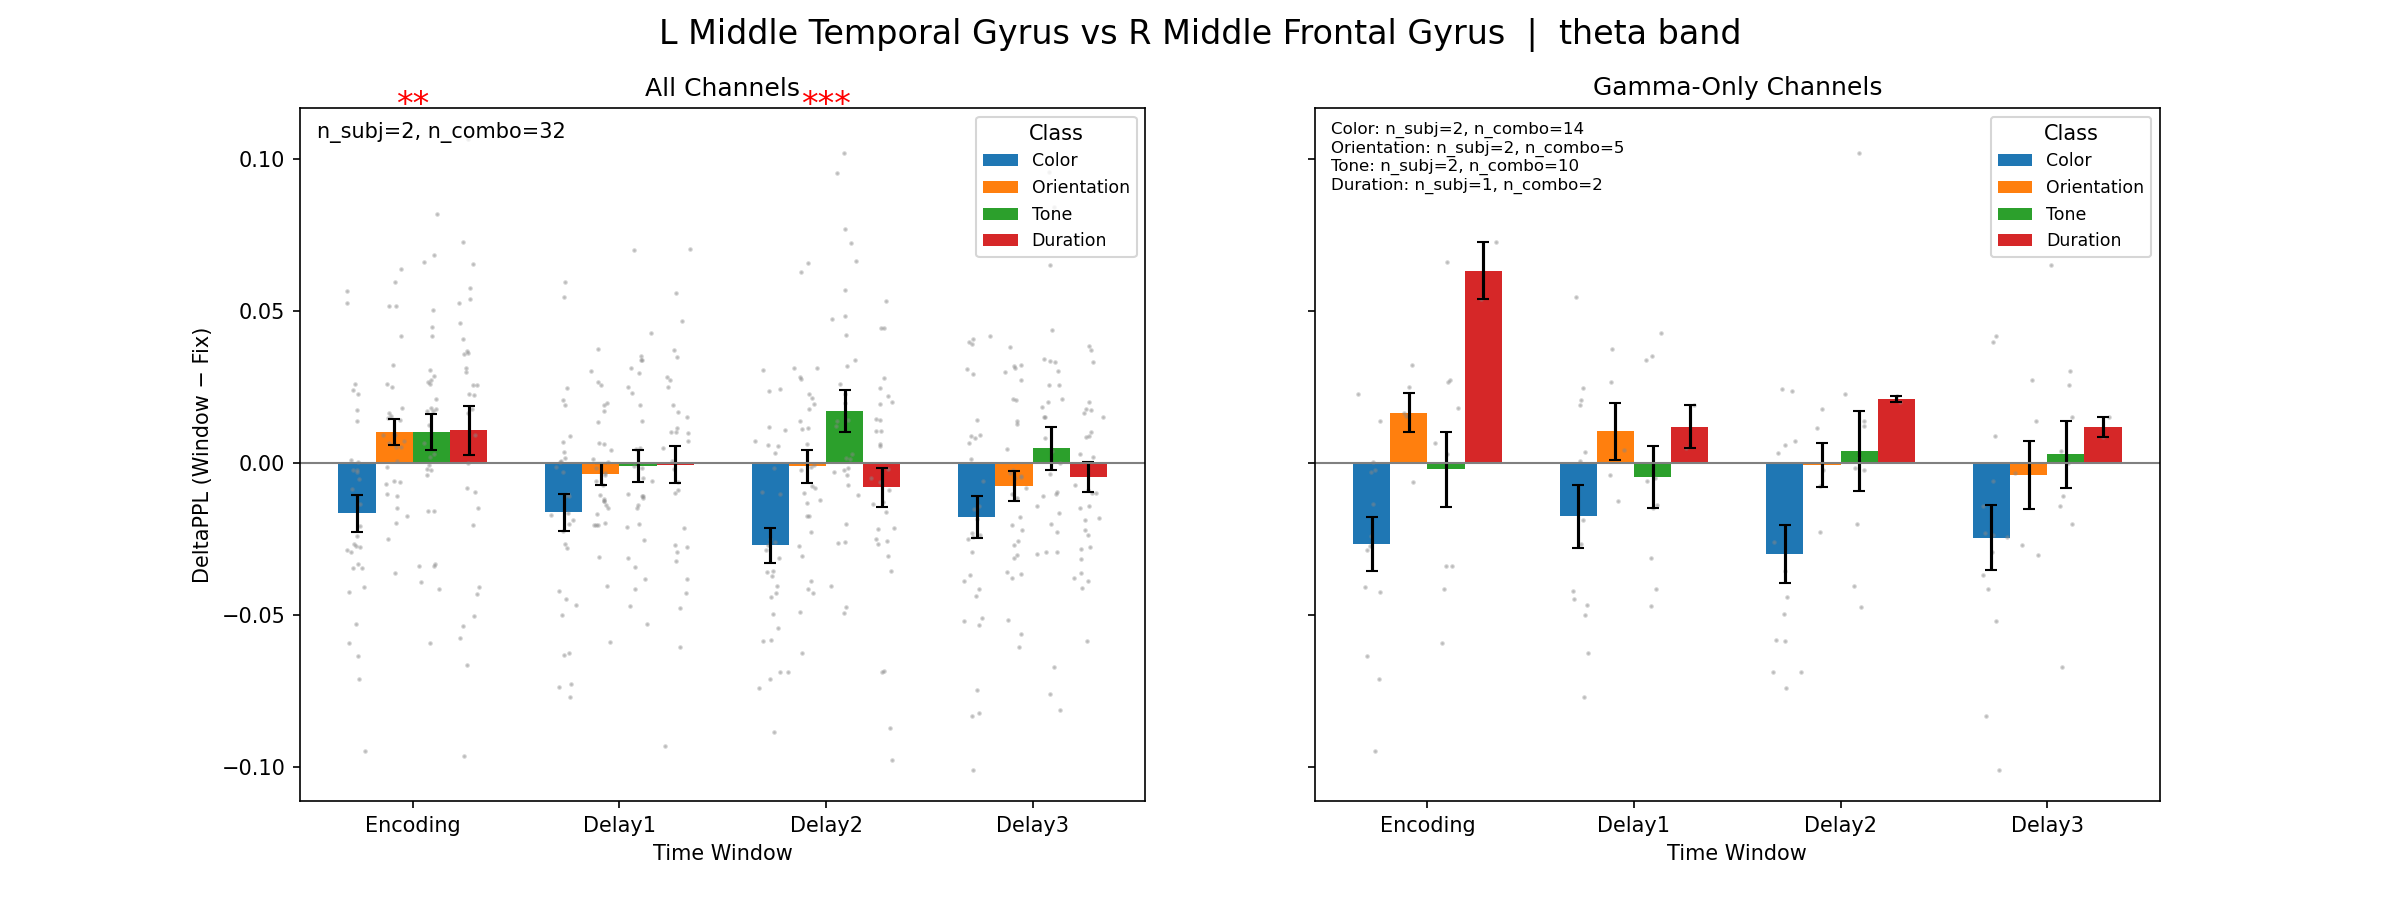 L Middle Temporal Gyrus vs R Middle Frontal Gyrus | theta band
All Channels
** ***
n_subj=2, n_combo=32
Class
Color
Orientation
Tone
Duration
DeltaPPL (Window − Fix)
0.10
0.05
0.00
−0.05
−0.10
Encoding Delay1 Delay2 Delay3
Time Window
Gamma-Only Channels
Color: n_subj=2, n_combo=14
Orientation: n_subj=2, n_combo=5
Tone: n_subj=2, n_combo=10
Duration: n_subj=1, n_combo=2
Class
Color
Orientation
Tone
Duration
Encoding Delay1 Delay2 Delay3
Time Window